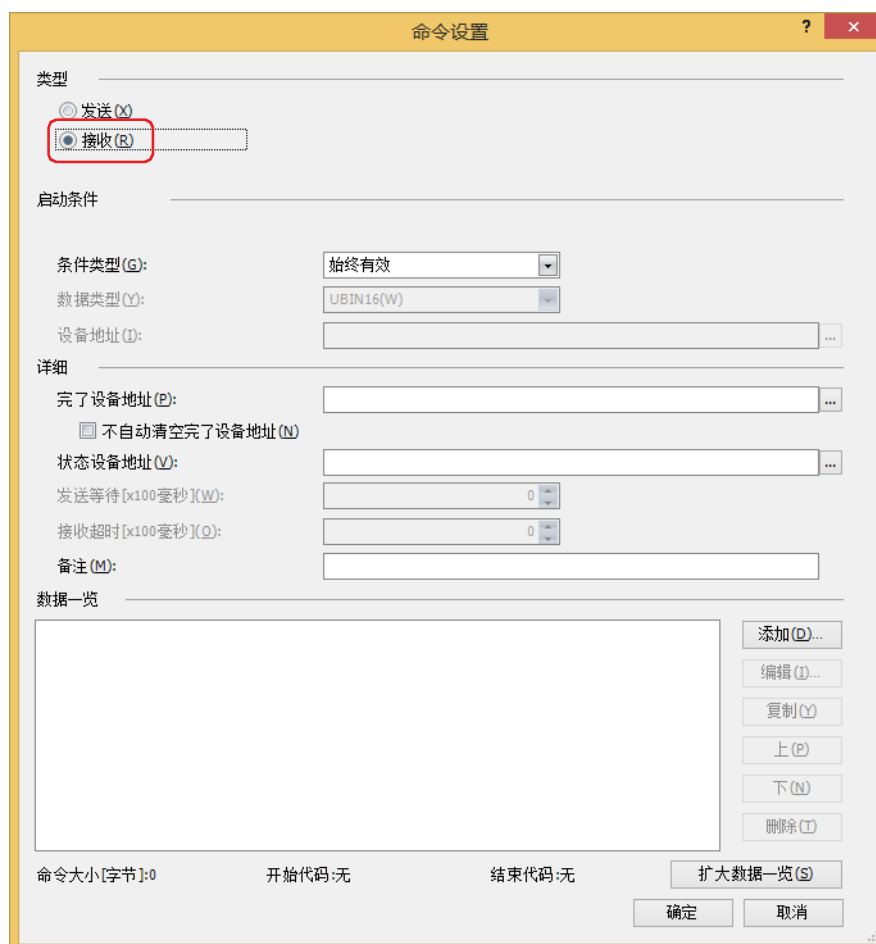 命令设置
? ×
类型
发送(X)
接收(R)
启动条件
条件类型(G): 始终有效
数据类型(Y): UBIN16(W)
设备地址(I): ...
详细
完了设备地址(P): ...
不自动清空完了设备地址(N)
状态设备地址(V): ...
发送等待[x100毫秒](W): 0
接收超时[x100毫秒](O): 0
备注(M):
数据一览
添加(D)...
编辑(I)...
复制(Y)
上(P)
下(N)
删除(T)
命令大小[字节]:0 开始代码:无 结束代码:无 扩大数据一览(S)
确定 取消